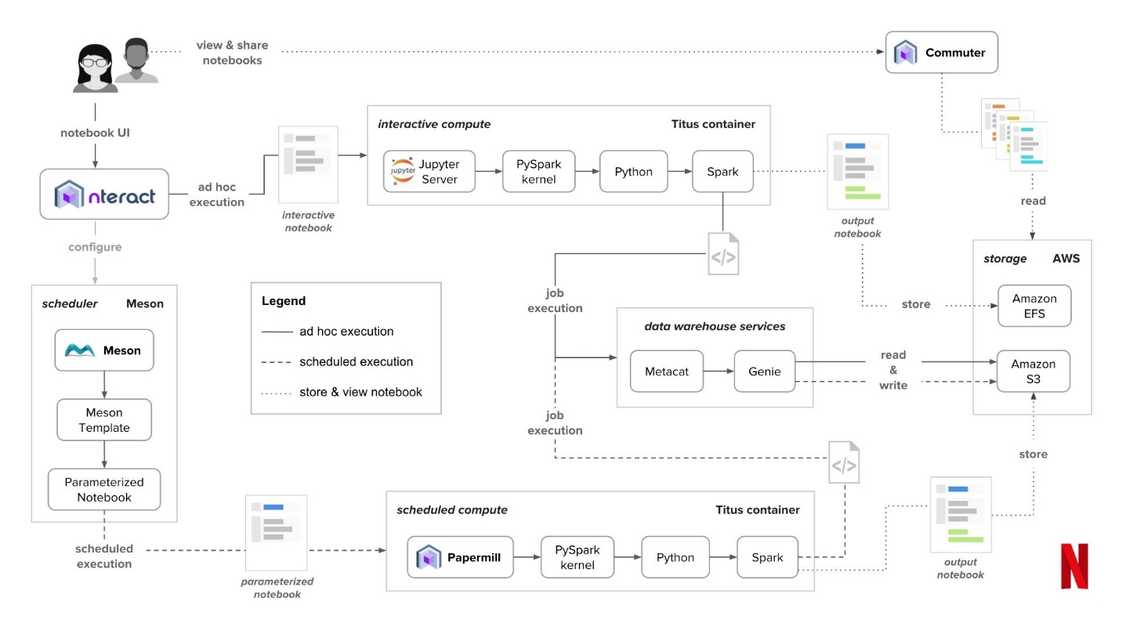 view & share
notebooks
Commuter
notebook UI
nteract
ad hoc
execution
interactive
notebook
interactive compute
Titus container
Jupyter
jupyter
Server
PySpark
kernel
Python
Spark
output
notebook
read
configure
</>
storage
AWS
Amazon
EFS
store
scheduler
Meson
Meson
Meson
Template
Parameterized
Notebook
Legend
ad hoc execution
scheduled execution
store & view notebook
job
execution
data warehouse services
Metacat
Genie
read
&
write
Amazon
S3
job
execution
</>
store
scheduled
execution
parameterized
notebook
scheduled compute
Titus container
Papermill
PySpark
kernel
Python
Spark
output
notebook
N